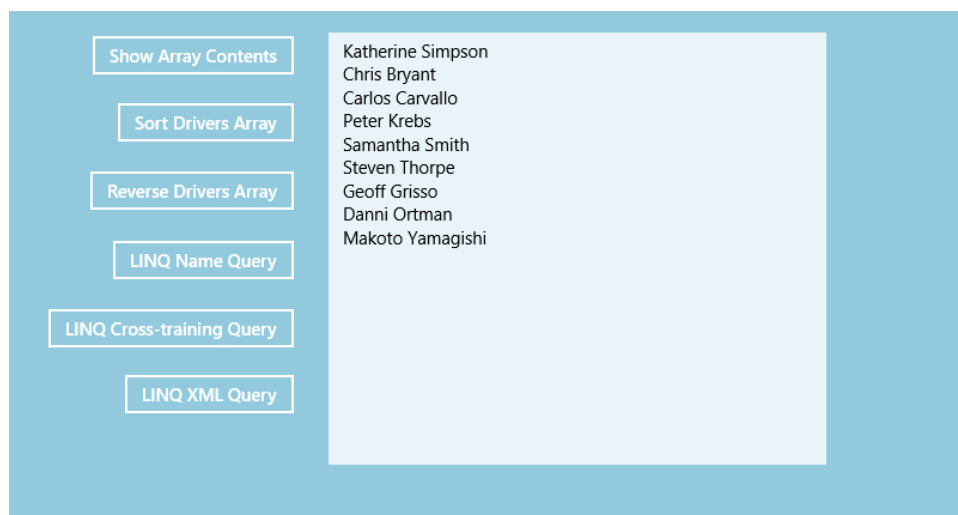 Show Array Contents
Sort Drivers Array
Reverse Drivers Array
LINQ Name Query
LINQ Cross-training Query
LINQ XML Query
Katherine Simpson
Chris Bryant
Carlos Carvallo
Peter Krebs
Samantha Smith
Steven Thorpe
Geoff Grisso
Danni Ortman
Makoto Yamagishi